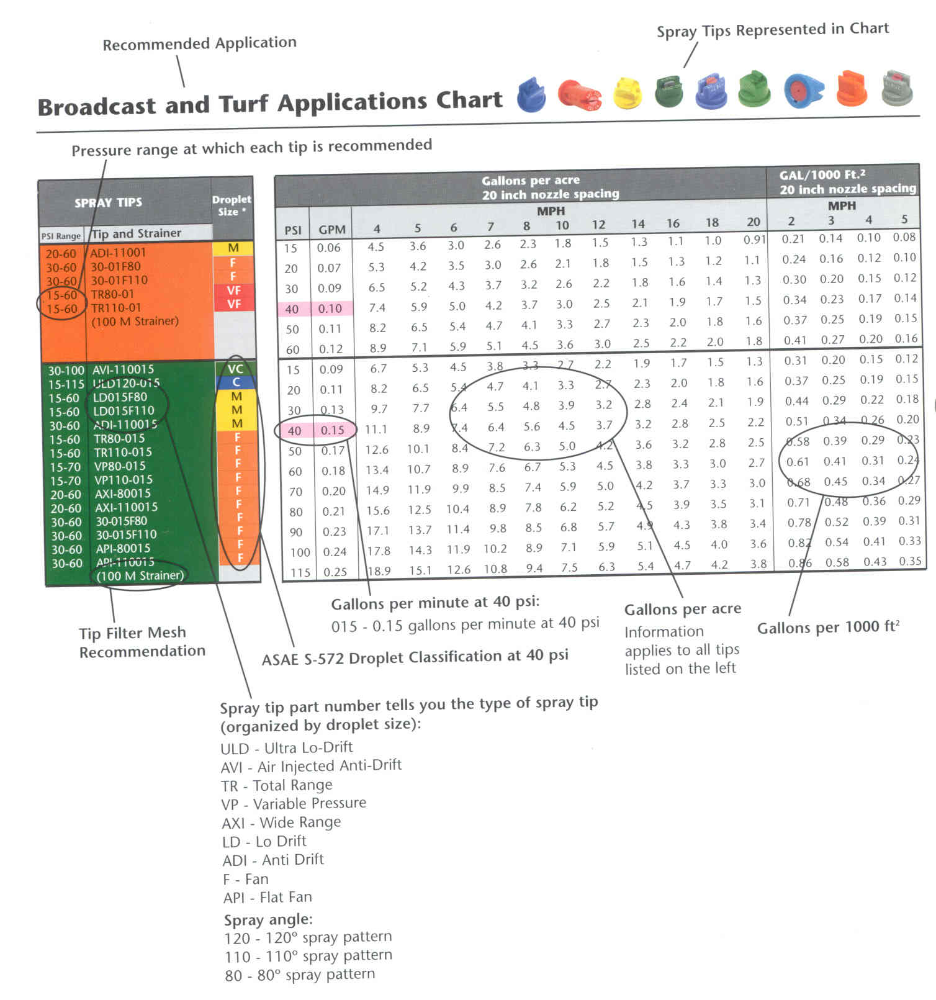 Spray Tips Represented in Chart
Recommended Application
Broadcast and Turf Applications Chart
Pressure range at which each tip is recommended
SPRAY TIPS
Droplet
Size *
PSI Range Tip and Strainer
20-60 ADI-11001 M
30-60 30-01F80 F
30-60 30-01F110 F
15-60 TR80-01 VF
15-60 TR110-01 VF
(100 M Strainer)
30-100 AVI-110015 VC
15-115 ULD120-015 C
15-60 LD015F80 M
15-60 LD015F110 M
30-60 ADI-110015 M
15-60 TR80-015 F
15-60 TR110-015 F
15-70 VP80-015 F
15-70 VP110-015 F
20-60 AXI-80015 F
20-60 AXI-110015 F
30-60 30-015F80 F
30-60 30-015F110 F
30-60 API-80015 F
30-60 API-110015 F
(100 M Strainer)
Gallons per acre
20 inch nozzle spacing
GAL/1000 Ft.²
20 inch nozzle spacing
MPH MPH
PSI GPM 4 5 6 7 8 10 12 14 16 18 20 2 3 4 5
15 0.06 4.5 3.6 3.0 2.6 2.3 1.8 1.5 1.3 1.1 1.0 0.91 0.21 0.14 0.10 0.08
20 0.07 5.3 4.2 3.5 3.0 2.6 2.1 1.8 1.5 1.3 1.2 1.1 0.24 0.16 0.12 0.10
30 0.09 6.5 5.2 4.3 3.7 3.2 2.6 2.2 1.8 1.6 1.4 1.3 0.30 0.20 0.15 0.12
40 0.10 7.4 5.9 5.0 4.2 3.7 3.0 2.5 2.1 1.9 1.7 1.5 0.34 0.23 0.17 0.14
50 0.11 8.2 6.5 5.4 4.7 4.1 3.3 2.7 2.3 2.0 1.8 1.6 0.37 0.25 0.19 0.15
60 0.12 8.9 7.1 5.9 5.1 4.5 3.6 3.0 2.5 2.2 2.0 1.8 0.41 0.27 0.20 0.16
15 0.09 6.7 5.3 4.5 3.8 3.3 2.7 2.2 1.9 1.7 1.5 1.3 0.31 0.20 0.15 0.12
20 0.11 8.2 6.5 5.4 4.7 4.1 3.3 2.7 2.3 2.0 1.8 1.6 0.37 0.25 0.19 0.15
30 0.13 9.7 7.7 6.4 5.5 4.8 3.9 3.2 2.8 2.4 2.1 1.9 0.44 0.29 0.22 0.18
40 0.15 11.1 8.9 7.4 6.4 5.6 4.5 3.7 3.2 2.8 2.5 2.2 0.51 0.34 0.26 0.20
50 0.17 12.6 10.1 8.4 7.2 6.3 5.0 4.2 3.6 3.2 2.8 2.5 0.58 0.39 0.29 0.23
60 0.18 13.4 10.7 8.9 7.6 6.7 5.3 4.5 3.8 3.3 3.0 2.7 0.61 0.41 0.31 0.24
70 0.20 14.9 11.9 9.9 8.5 7.4 5.9 5.0 4.2 3.7 3.3 3.0 0.68 0.45 0.34 0.27
80 0.21 15.6 12.5 10.4 8.9 7.8 6.2 5.2 4.5 3.9 3.5 3.1 0.71 0.48 0.36 0.29
90 0.23 17.1 13.7 11.4 9.8 8.5 6.8 5.7 4.9 4.3 3.8 3.4 0.78 0.52 0.39 0.31
100 0.24 17.8 14.3 11.9 10.2 8.9 7.1 5.9 5.1 4.5 4.0 3.6 0.82 0.54 0.41 0.33
115 0.25 18.9 15.1 12.6 10.8 9.4 7.5 6.3 5.4 4.7 4.2 3.8 0.86 0.58 0.43 0.35
Tip Filter Mesh
Recommendation
Gallons per minute at 40 psi:
015 - 0.15 gallons per minute at 40 psi
ASAE S-572 Droplet Classification at 40 psi
Gallons per acre
Information
applies to all tips
listed on the left
Gallons per 1000 ft²
Spray tip part number tells you the type of spray tip
(organized by droplet size):
ULD - Ultra Lo-Drift
AVI - Air Injected Anti-Drift
TR - Total Range
VP - Variable Pressure
AXI - Wide Range
LD - Lo Drift
ADI - Anti Drift
F - Fan
API - Flat Fan
Spray angle:
120 - 120º spray pattern
110 - 110º spray pattern
80 - 80º spray pattern